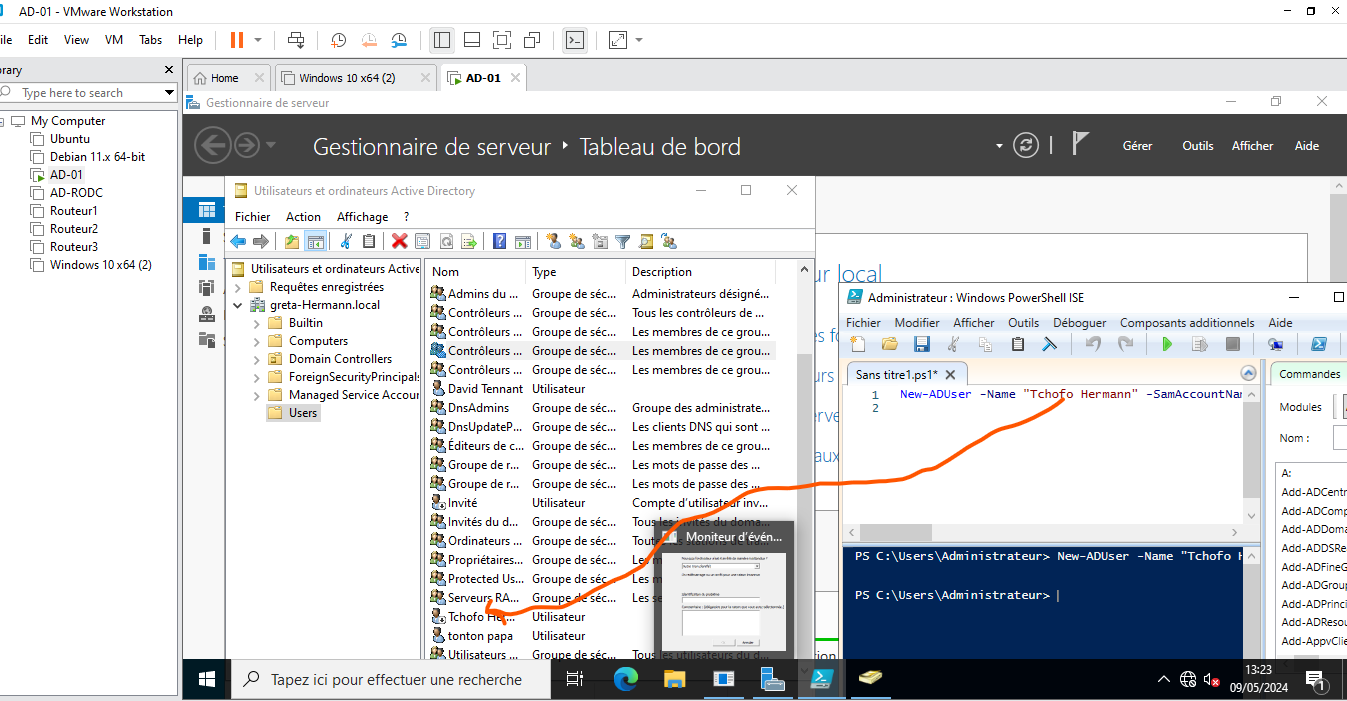 AD-01 - VMware Workstation
ile Edit View VM Tabs Help
rary
Type here to search
My Computer
Ubuntu
Debian 11.x 64-bit
AD-01
AD-RODC
Routeur1
Routeur2
Routeur3
Windows 10 x64 (2)
Home Windows 10 x64 (2) AD-01
Gestionnaire de serveur
Gestionnaire de serveur Tableau de bord
Gérer Outils Afficher Aide
Utilisateurs et ordinateurs Active Directory
Fichier Action Affichage ?
Utilisateurs et ordinateurs Active
Requêtes enregistrées
greta-Hermann.local
Builtin
Computers
Domain Controllers
ForeignSecurityPrincipals
Managed Service Accour
Users
Nom Type Description
Admins du ... Groupe de séc... Administrateurs désigné...
Contrôleurs ... Groupe de séc... Tous les contrôleurs de ...
Contrôleurs ... Groupe de séc... Les membres de ce grou...
Contrôleurs ... Groupe de séc... Les membres de ce grou...
Contrôleurs ... Groupe de séc... Les membres de ce grou...
David Tennant Utilisateur
DnsAdmins Groupe de séc... Groupe des administrate...
DnsUpdateP... Groupe de séc... Les clients DNS qui sont ...
Éditeurs de c... Groupe de séc... Les membres de ce grou...
Groupe de r... Groupe de séc... Les mots de passe des ...
Groupe de r... Groupe de séc... Les mots de passe des ...
Invité Utilisateur Compte d'utilisateur inv...
Invités du d... Groupe de séc... Tous les invités du doma...
Ordinateurs ... Groupe de séc... Toutes les stations de tra...
Propriétaires... Groupe de séc... Les m
Protected Us... Groupe de séc... Les m
Serveurs RA... Groupe de séc... Les se
Tchofo Her... Utilisateur
tonton papa Utilisateur
Utilisateurs ... Groupe de séc... Tous les utilisateurs du d...
Moniteur d'évén...
ur local
es fo
urs
erve
aux
tion
Administrateur : Windows PowerShell ISE
Fichier Modifier Afficher Outils Déboguer Composants additionnels Aide
Sans titre1.ps1* X
1 New-ADUser -Name "Tchofo Hermann" -SamAccountNam
2
PS C:\Users\Administrateur> New-ADUser -Name "Tchofo H
PS C:\Users\Administrateur>
Commandes
Modules
Nom :
A:
Add-ADCentr
Add-ADComp
Add-ADDoma
Add-ADDSRe
Add-ADFineG
Add-ADGroup
Add-ADPrinci
Add-ADResou
Add-AppvClie
Tapez ici pour effectuer une recherche
13:23
09/05/2024
1